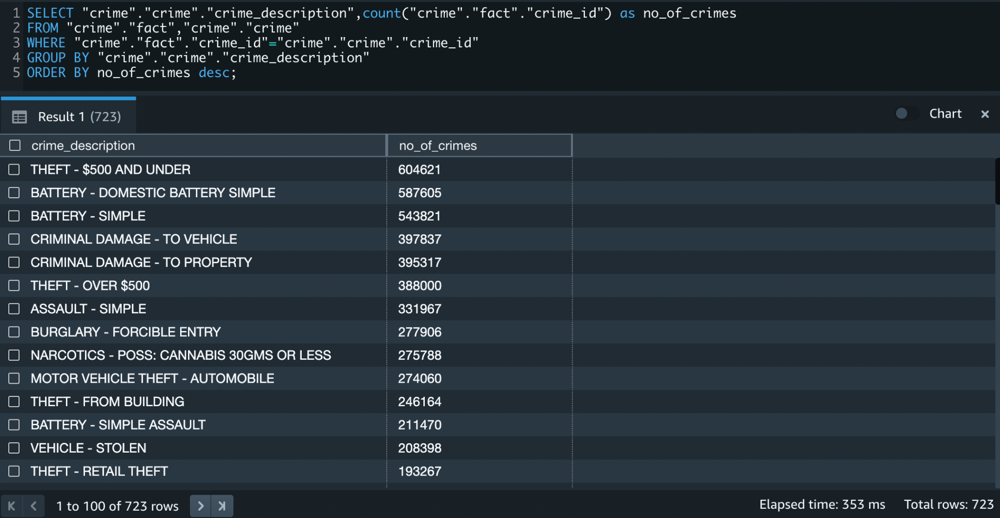 1 SELECT "crime"."crime"."crime_description",count("crime"."fact"."crime_id") as no_of_crimes
2 FROM "crime"."fact","crime"."crime"
3 WHERE "crime"."fact"."crime_id"="crime"."crime"."crime_id"
4 GROUP BY "crime"."crime"."crime_description"
5 ORDER BY no_of_crimes desc;
Result 1 (723) Chart
crime_description no_of_crimes
THEFT - $500 AND UNDER 604621
BATTERY - DOMESTIC BATTERY SIMPLE 587605
BATTERY - SIMPLE 543821
CRIMINAL DAMAGE - TO VEHICLE 397837
CRIMINAL DAMAGE - TO PROPERTY 395317
THEFT - OVER $500 388000
ASSAULT - SIMPLE 331967
BURGLARY - FORCIBLE ENTRY 277906
NARCOTICS - POSS: CANNABIS 30GMS OR LESS 275788
MOTOR VEHICLE THEFT - AUTOMOBILE 274060
THEFT - FROM BUILDING 246164
BATTERY - SIMPLE ASSAULT 211470
VEHICLE - STOLEN 208398
THEFT - RETAIL THEFT 193267
1 to 100 of 723 rows Elapsed time: 353 ms Total rows: 723